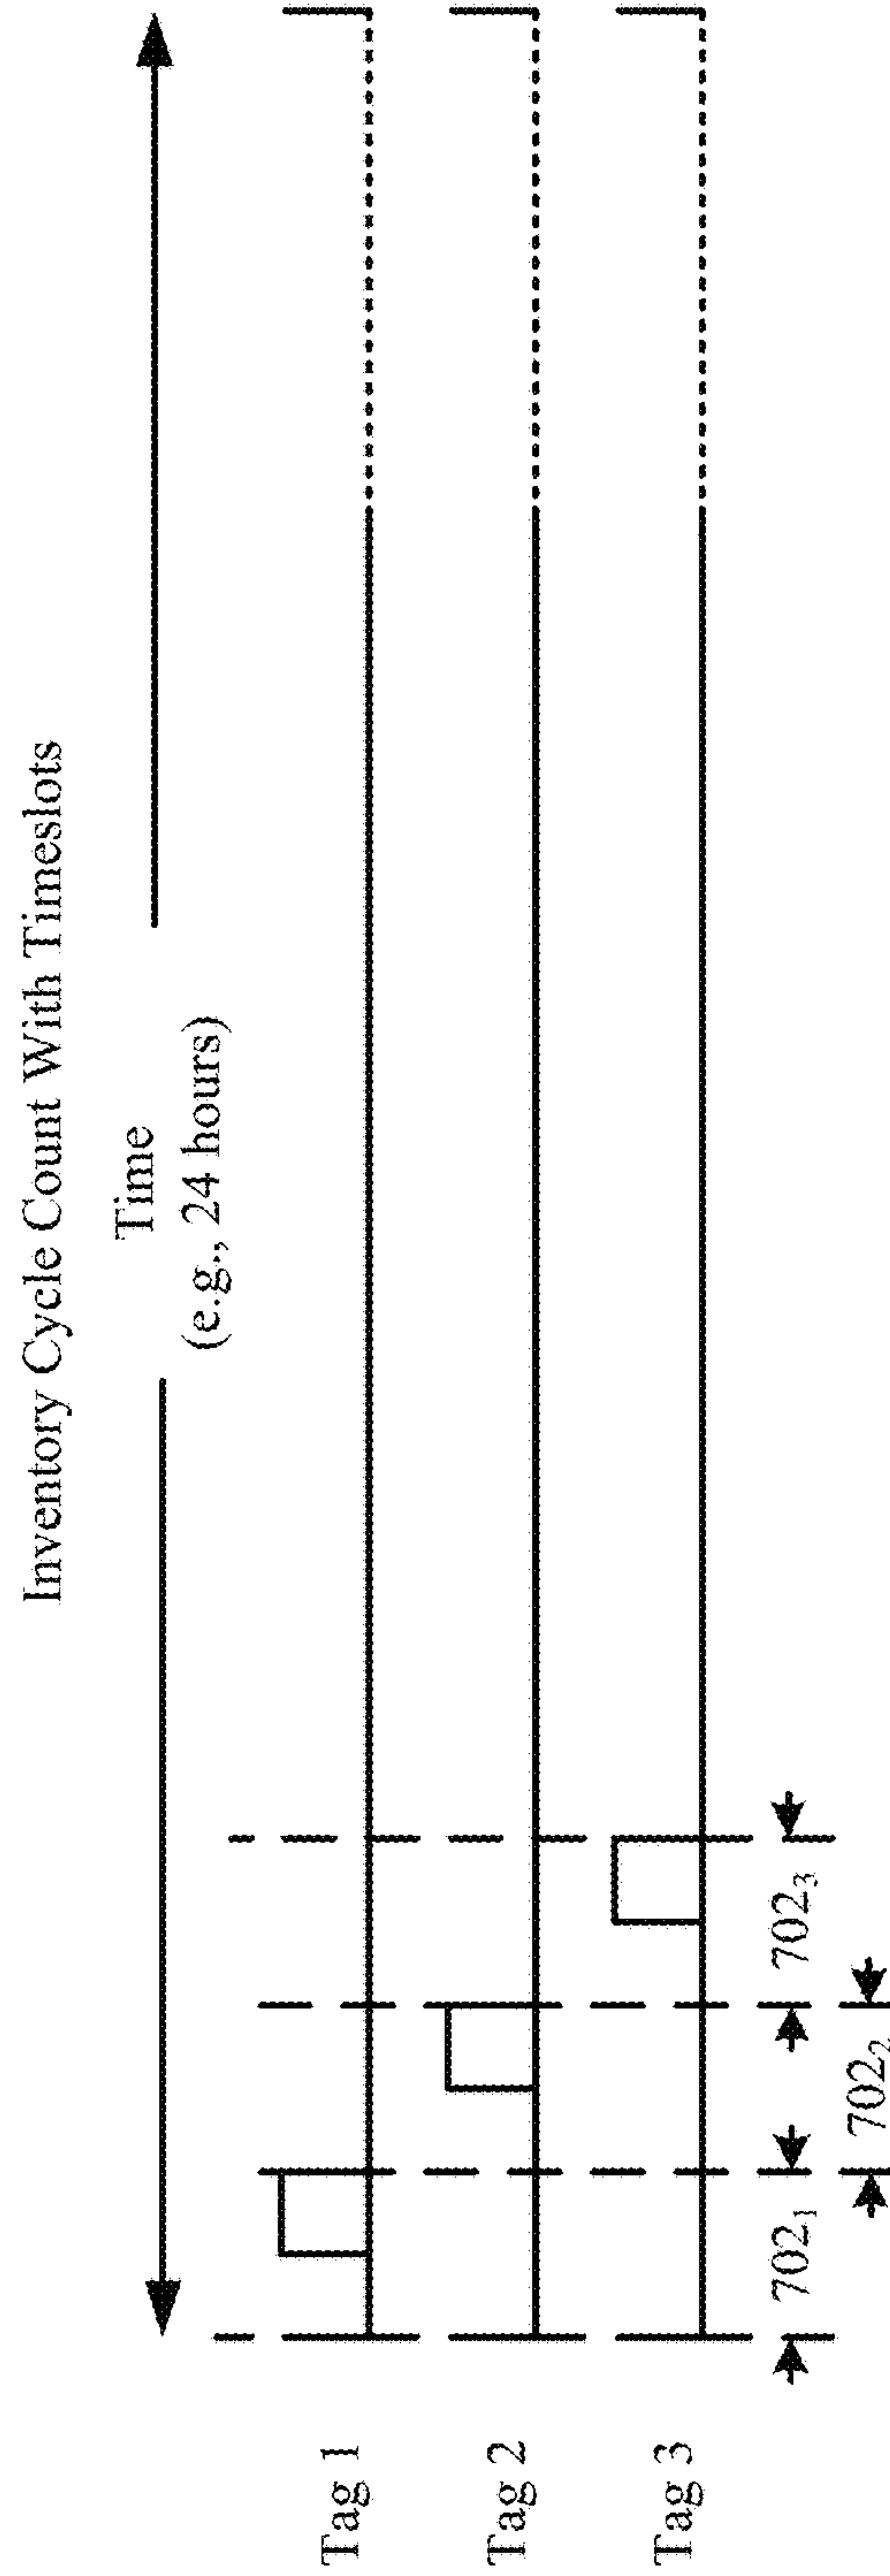 Inventory Cycle Count With Timeslots
Time
(e.g., 24 hours)
Tag 1
Tag 2
Tag 3
702₁
702₃
702₂